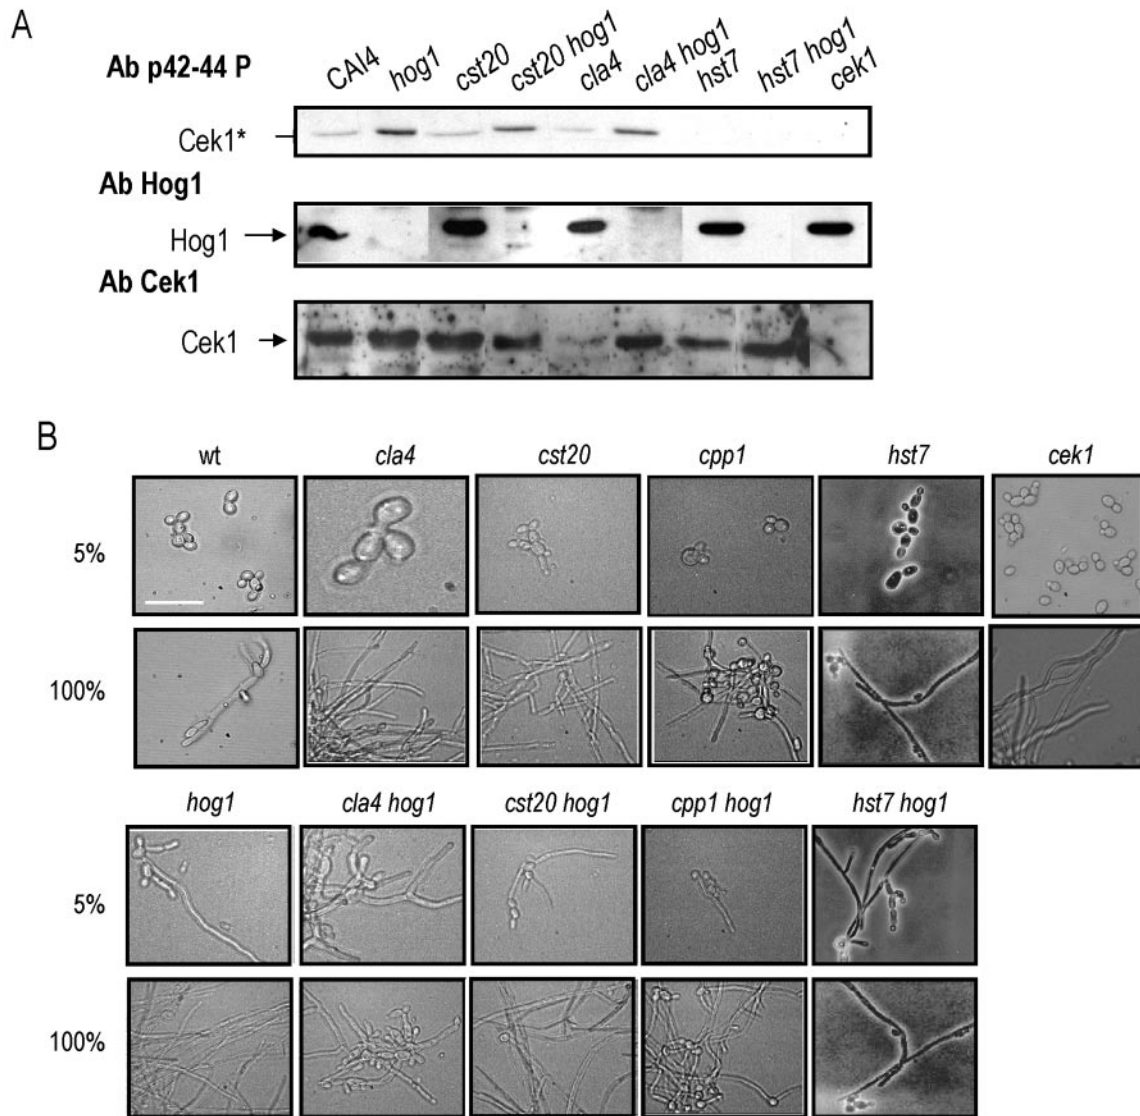 A
Ab p42-44 P
CAI4 hog1 cst20 cst20 hog1 cla4 cla4 hog1 hst7 hst7 hog1 cek1
Cek1*
Ab Hog1
Hog1
Ab Cek1
Cek1
B
wt cla4 cst20 cpp1 hst7 cek1
5%
100%
hog1 cla4 hog1 cst20 hog1 cpp1 hog1 hst7 hog1
5%
100%